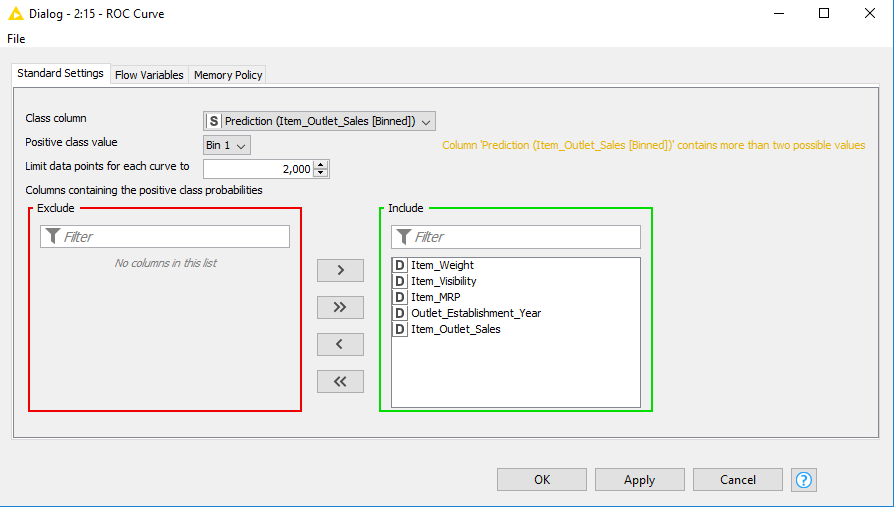 Dialog - 2:15 - ROC Curve
File
Standard Settings Flow Variables Memory Policy
Class column S Prediction (Item_Outlet_Sales [Binned])
Positive class value Bin 1 Column 'Prediction (Item_Outlet_Sales [Binned])' contains more than two possible values
Limit data points for each curve to 2,000
Columns containing the positive class probabilities
Exclude
Filter
No columns in this list
>
>>
<
<<
Include
Filter
D Item_Weight
D Item_Visibility
D Item_MRP
D Outlet_Establishment_Year
D Item_Outlet_Sales
OK Apply Cancel ?